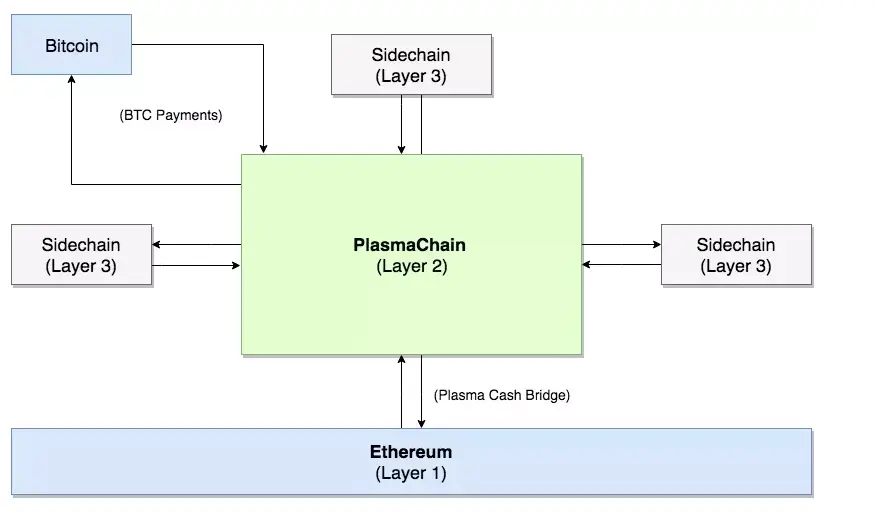 Bitcoin
Sidechain
(Layer 3)
(BTC Payments)
Sidechain
(Layer 3)
PlasmaChain
(Layer 2)
Sidechain
(Layer 3)
(Plasma Cash Bridge)
Ethereum
(Layer 1)